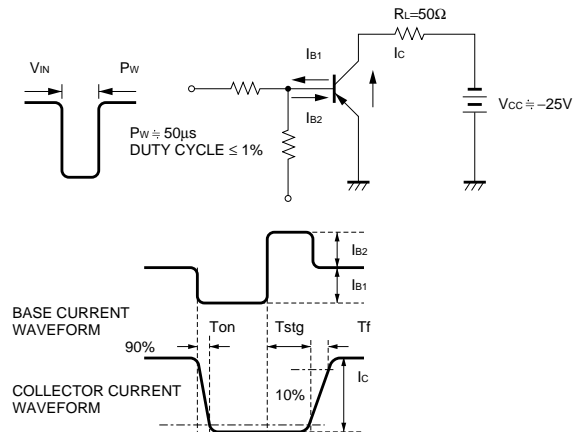 RL=50Ω
IB1
IC
VIN
PW
IB2
VCC ≒ −25V
PW ≒ 50μs
DUTY CYCLE ≤ 1%
IB2
IB1
BASE CURRENT
WAVEFORM
Ton
Tstg
Tf
90%
IC
COLLECTOR CURRENT
WAVEFORM
10%